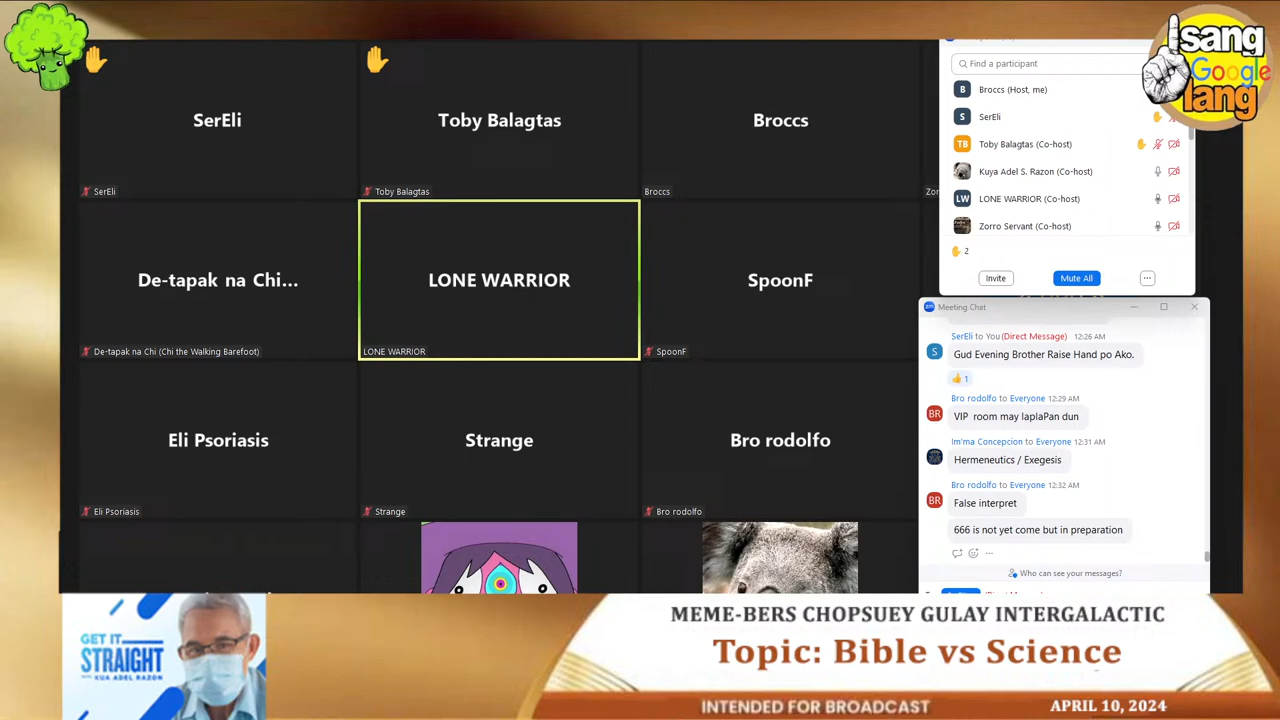 SerEli
SerEli
Toby Balagtas
Toby Balagtas
Broccs
Broccs
De-tapak na Chi...
De-tapak na Chi (Chi the Walking Barefoot)
LONE WARRIOR
LONE WARRIOR
SpoonF
SpoonF
Eli Psoriasis
Eli Psoriasis
Strange
Strange
Bro rodolfo
Bro rodolfo
Isang
Google
lang
Find a participant
B Broccs (Host, me)
S SerEli
TB Toby Balagtas (Co-host)
Kuya Adel S. Razon (Co-host)
LW LONE WARRIOR (Co-host)
Zorro Servant (Co-host)
2
Invite
Mute All
...
zm Meeting Chat
SerEli to You (Direct Message) 12:26 AM
S Gud Evening Brother Raise Hand po Ako.
1
Bro rodolfo to Everyone 12:29 AM
BR VIP room may laplaPan dun
Im'ma Concepcion to Everyone 12:31 AM
Hermeneutics / Exegesis
Bro rodolfo to Everyone 12:32 AM
BR False interpret
666 is not yet come but in preparation
...
Who can see your messages?
GET IT
STRAIGHT
WITH KUA ADEL RAZON
MEME-BERS CHOPSUEY GULAY INTERGALACTIC
Topic: Bible vs Science
INTENDED FOR BROADCAST
APRIL 10, 2024